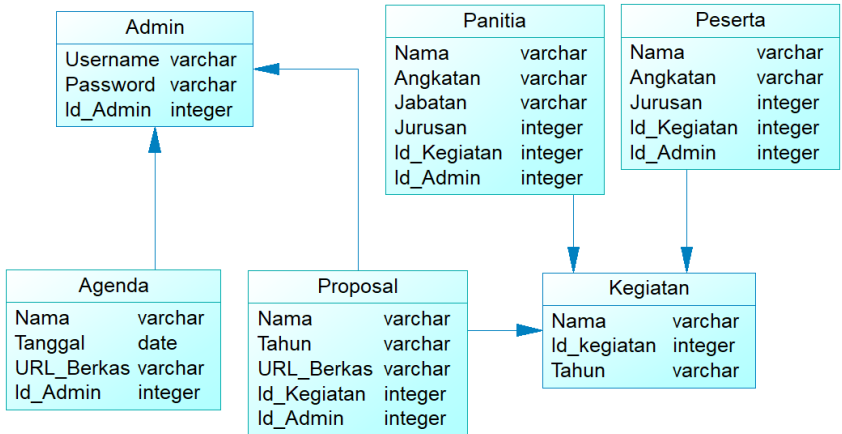 Admin
Username varchar
Password varchar
Id_Admin integer
Panitia
Nama varchar
Angkatan varchar
Jabatan varchar
Jurusan integer
Id_Kegiatan integer
Id_Admin integer
Peserta
Nama varchar
Angkatan varchar
Jurusan integer
Id_Kegiatan integer
Id_Admin integer
Agenda
Nama varchar
Tanggal date
URL_Berkas varchar
Id_Admin integer
Proposal
Nama varchar
Tahun varchar
URL_Berkas varchar
Id_Kegiatan integer
Id_Admin integer
Kegiatan
Nama varchar
Id_kegiatan integer
Tahun varchar